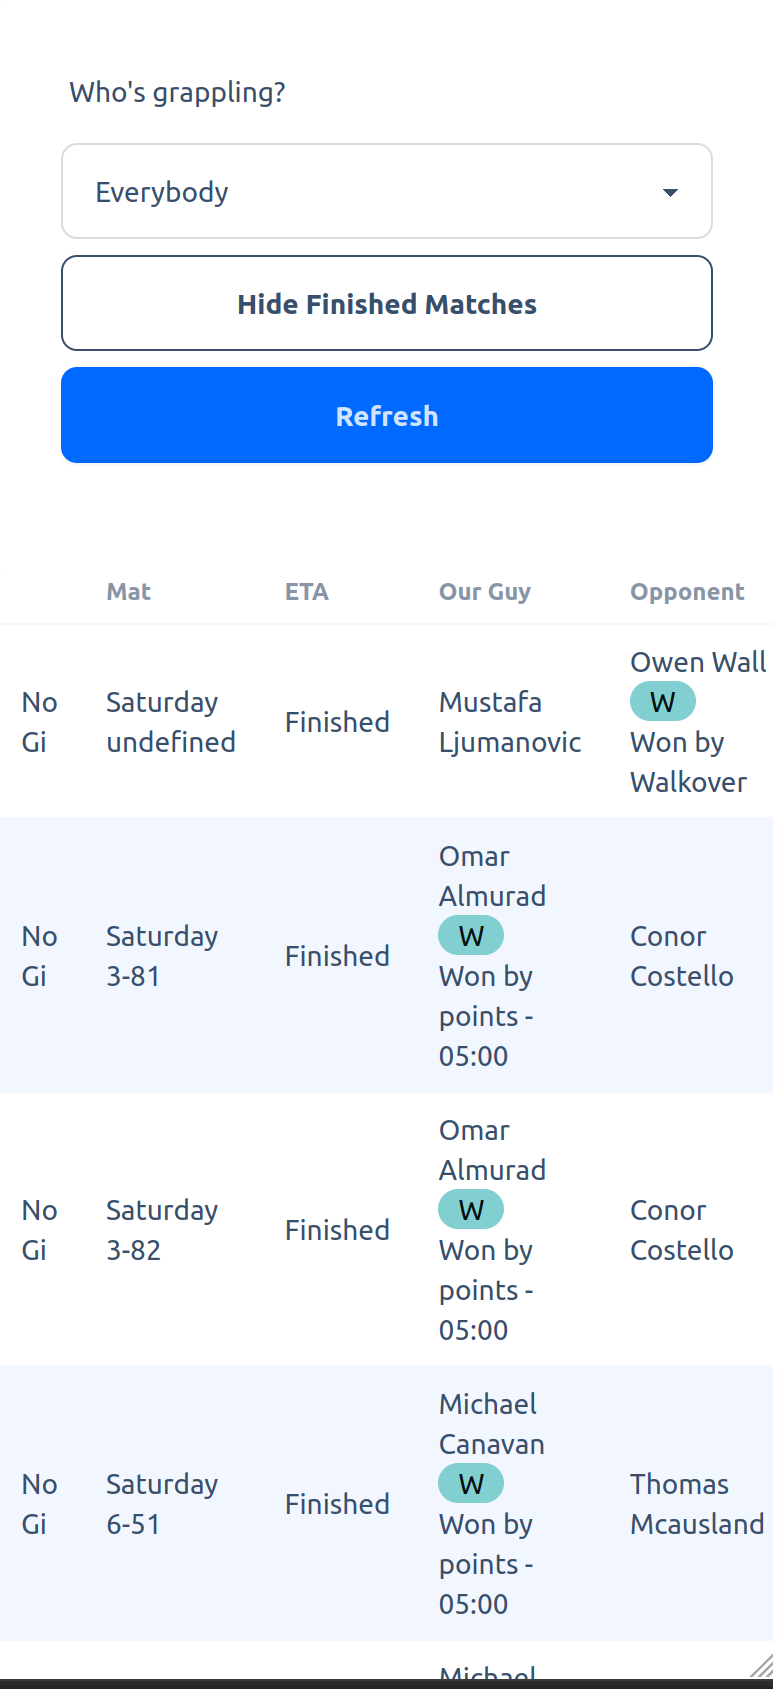 Who's grappling?
Everybody
Hide Finished Matches
Refresh
Mat ETA Our Guy Opponent
No Gi
Saturday undefined
Finished
Mustafa Ljumanovic
Owen Wall
W
Won by
Walkover
No Gi
Saturday 3-81
Finished
Omar
Almurad
W
Won by
points -
05:00
Conor Costello
No Gi
Saturday 3-82
Finished
Omar
Almurad
W
Won by
points -
05:00
Conor Costello
No Gi
Saturday 6-51
Finished
Michael
Canavan
W
Won by
points -
05:00
Thomas Mcausland
Michael